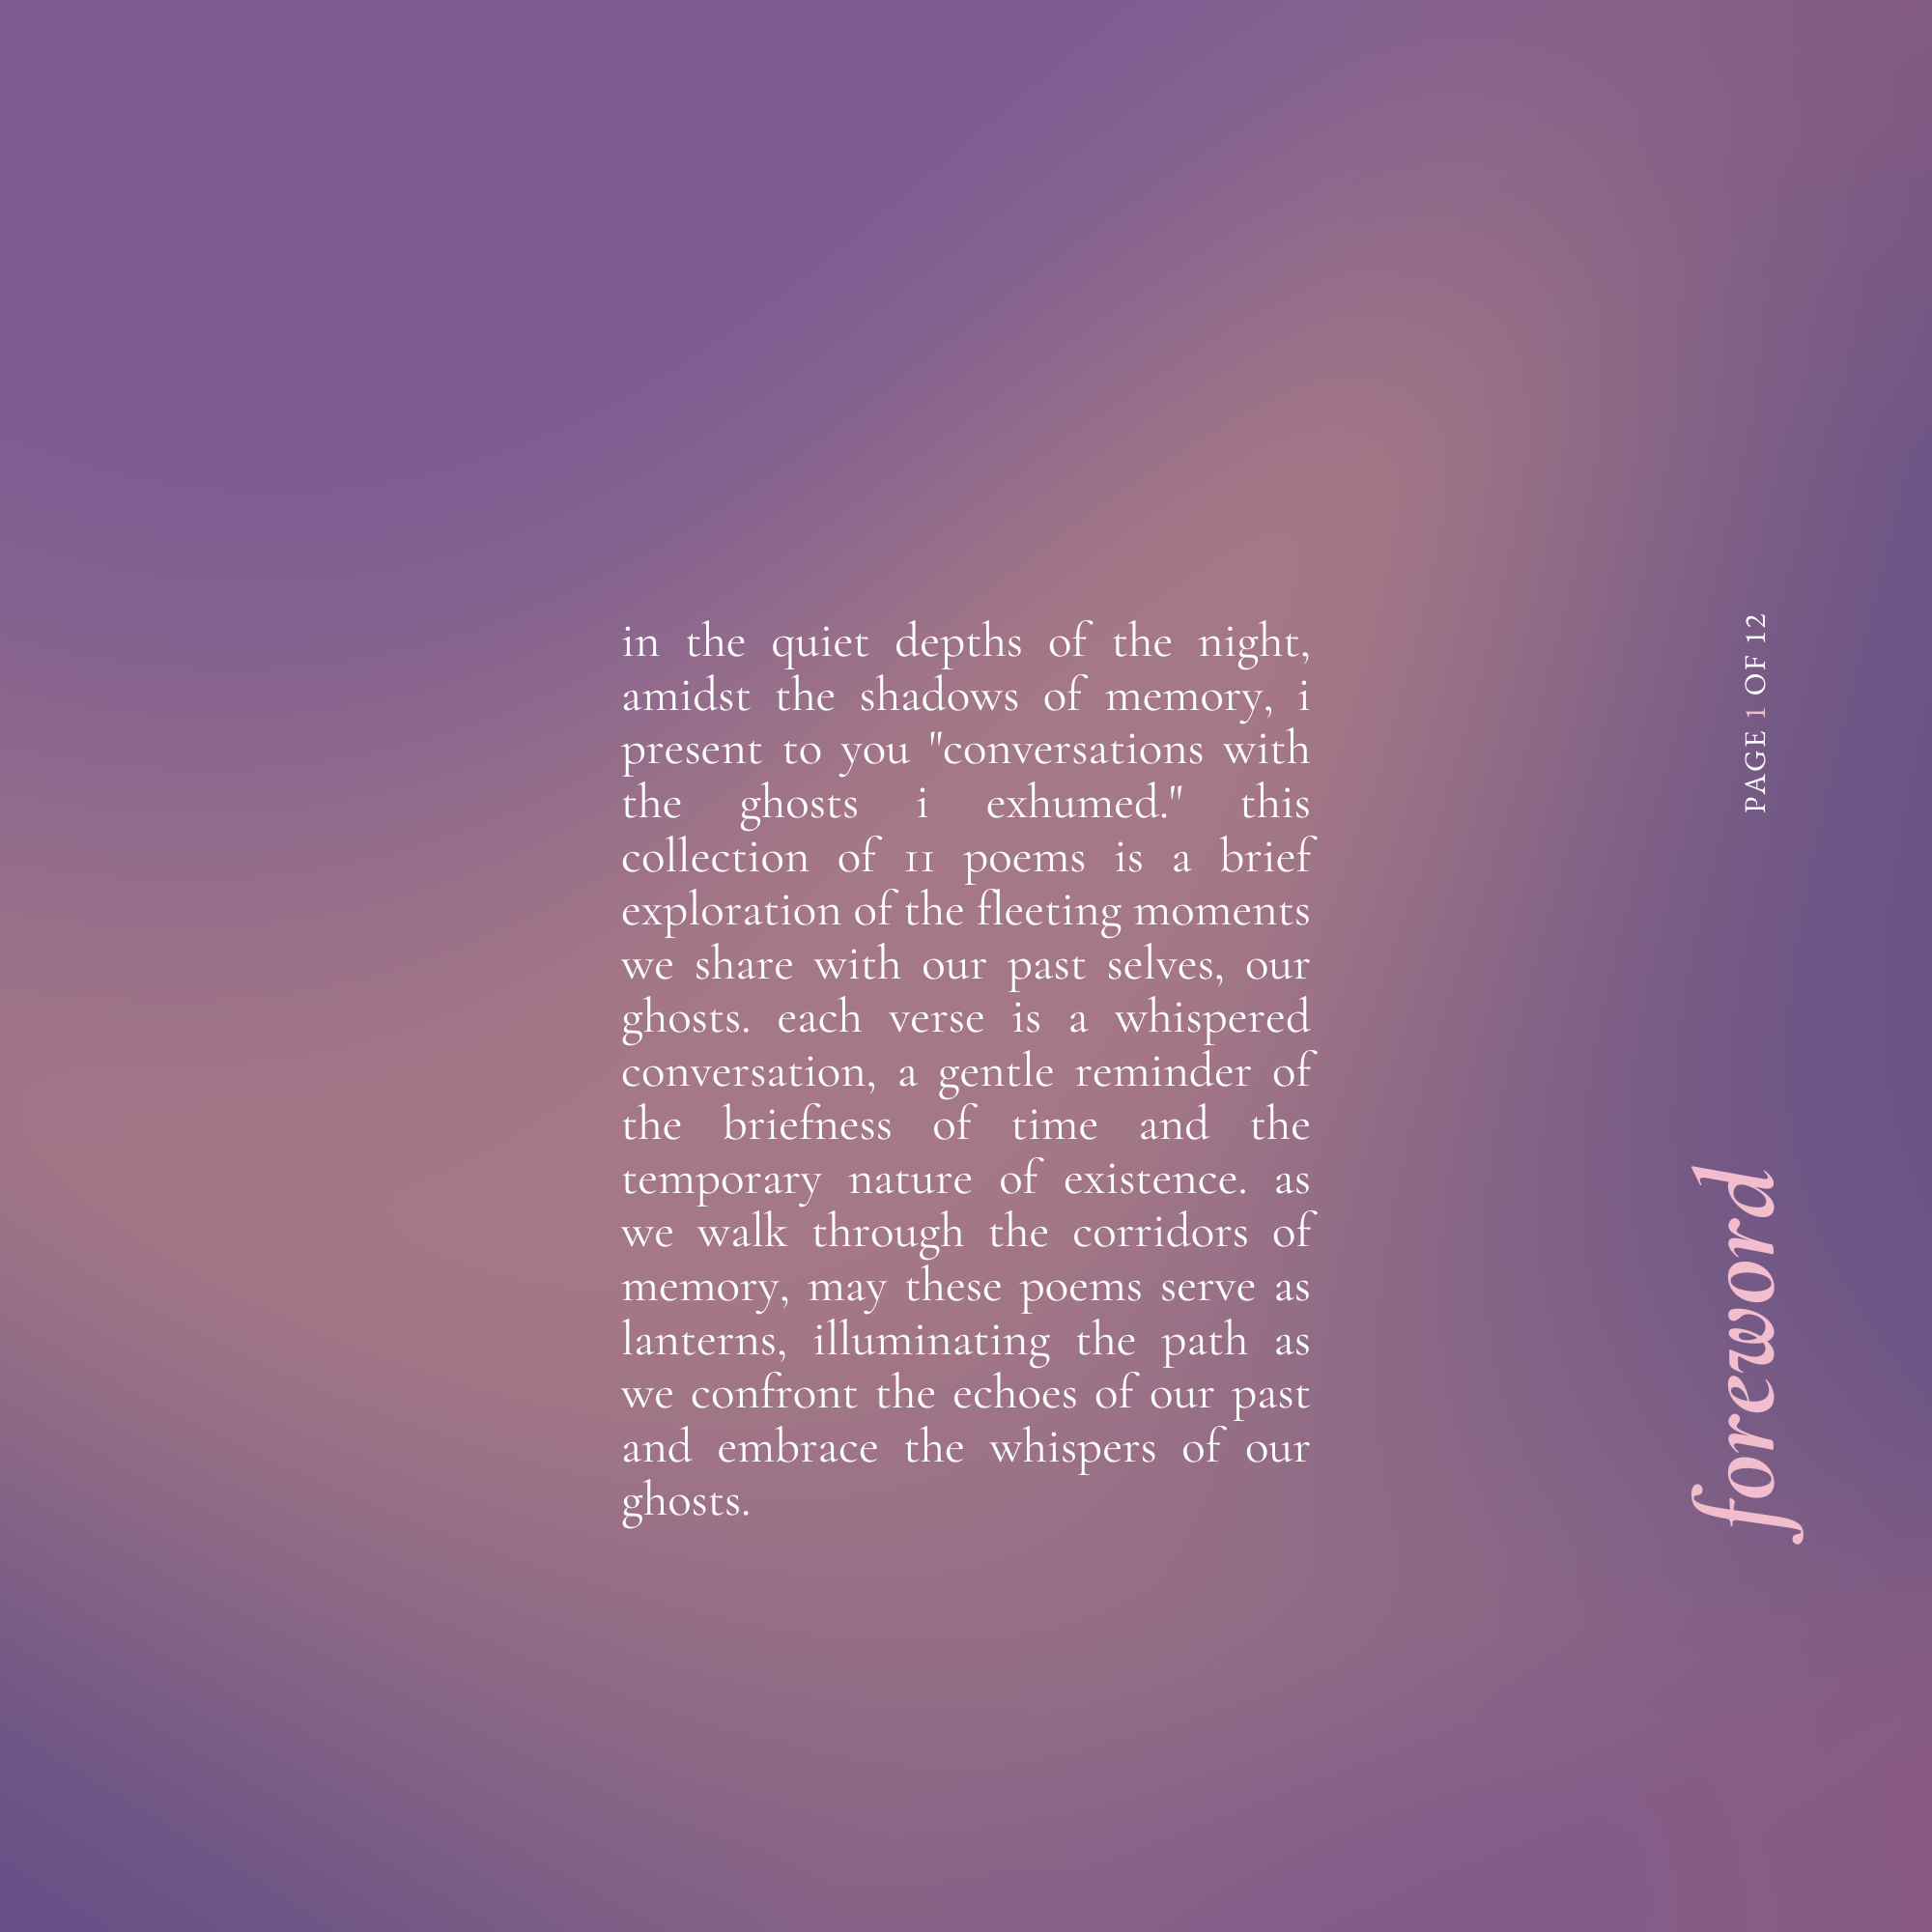 in the quiet depths of the night,
amidst the shadows of memory, i
present to you "conversations with
the ghosts i exhumed." this
collection of 11 poems is a brief
exploration of the fleeting moments
we share with our past selves, our
ghosts. each verse is a whispered
conversation, a gentle reminder of
the briefness of time and the
temporary nature of existence. as
we walk through the corridors of
memory, may these poems serve as
lanterns, illuminating the path as
we confront the echoes of our past
and embrace the whispers of our
ghosts.
foreword
PAGE 1 OF 12